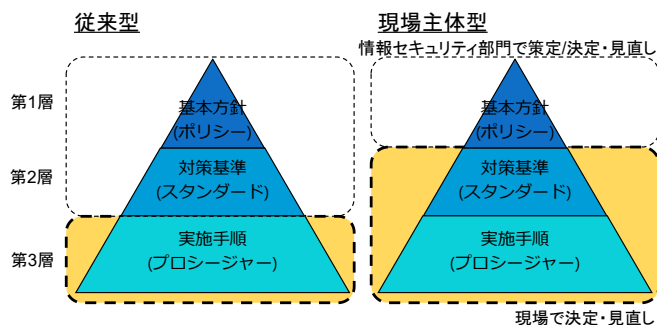 従来型
現場主体型
情報セキュリティ部門で策定/決定・見直し
第1層
基本方針
(ポリシー)
基本方針
(ポリシー)
第2層
対策基準
(スタンダード)
対策基準
(スタンダード)
第3層
実施手順
(プロシージャー)
実施手順
(プロシージャー)
現場で決定・見直し